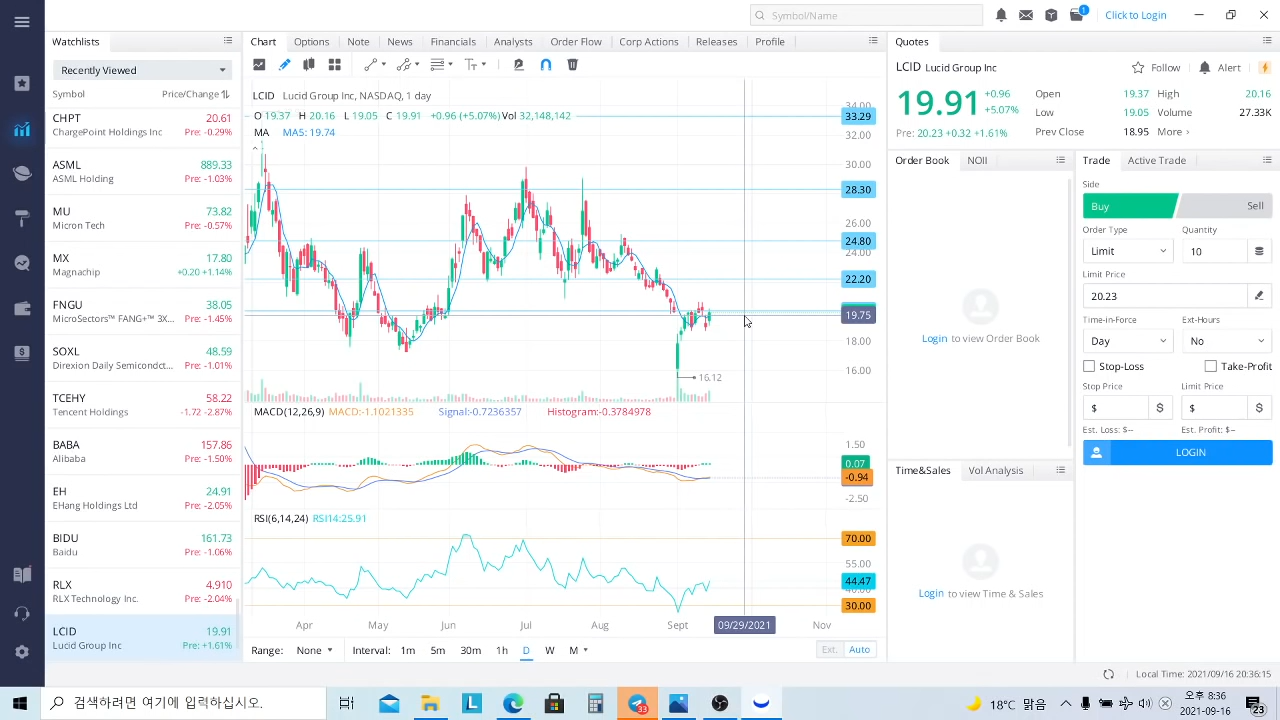 Symbol/Name
1
Click to Login
Watchlists
Recently Viewed
Symbol Price/Change
CHPT 20.61
ChargePoint Holdings Inc Pre: -0.29%
ASML 889.33
ASML Holding Pre: -1.03%
MU 73.82
Micron Tech Pre: -0.57%
MX 17.80
Magnachip +0.20 +1.14%
FNGU 38.05
MicroSectors™ FANG+™ 3X... Pre: -1.45%
SOXL 48.59
Direxion Daily Semicondct... Pre: -1.01%
TCEHY 58.22
Tencent Holdings -1.72 -2.87%
BABA 157.86
Alibaba Pre: -1.50%
EH 24.91
EHang Holdings Ltd Pre: -2.05%
BIDU 161.73
Baidu Pre: -1.06%
RLX 4.910
RLX Technology Inc. Pre: -2.04%
LCID 19.91
Lucid Group Inc Pre: +1.61%
Chart Options Note News Financials Analysts Order Flow Corp Actions Releases Profile
LCID Lucid Group Inc, NASDAQ, 1 day
O 19.37 H 20.16 L 19.05 C 19.91 +0.96 (+5.07%) Vol 32,148,142
MA MA5: 19.74
34.00
33.29
32.00
30.00
28.30
26.00
24.80
24.00
22.20
19.75
18.00
16.00
16.12
MACD(12,26,9) MACD:-1.1021335 Signal:-0.7236357 Histogram:-0.3784978
1.50
0.07
-0.94
-2.50
RSI(6,14,24) RSI14:25.91
70.00
55.00
44.47
30.00
Apr May Jun Jul Aug Sept 09/29/2021 Nov
Range: None Interval: 1m 5m 30m 1h D W M Ext. Auto
Quotes
LCID Lucid Group Inc Follow Alert
19.91 +0.96 +5.07%
Pre: 20.23 +0.32 +1.61%
Open 19.37 High 20.16
Low 19.05 Volume 27.33K
Prev Close 18.95 More ›
Order Book NOII
Login to view Order Book
Time&Sales Vol Analysis
Login to view Time & Sales
Trade Active Trade
Side
Buy Sell
Order Type Quantity
Limit 10
Limit Price
20.23
Time-in-Force Ext-Hours
Day No
Stop-Loss Take-Profit
Stop Price Limit Price
$ $ $ $
Est. Loss: $-- Est. Profit: $--
LOGIN
Local Time: 2021/09/16 20:36:15
검색하려면 여기에 입력하십시오.
L
33
18°C 맑음
오후 8:36
2021-09-16
23